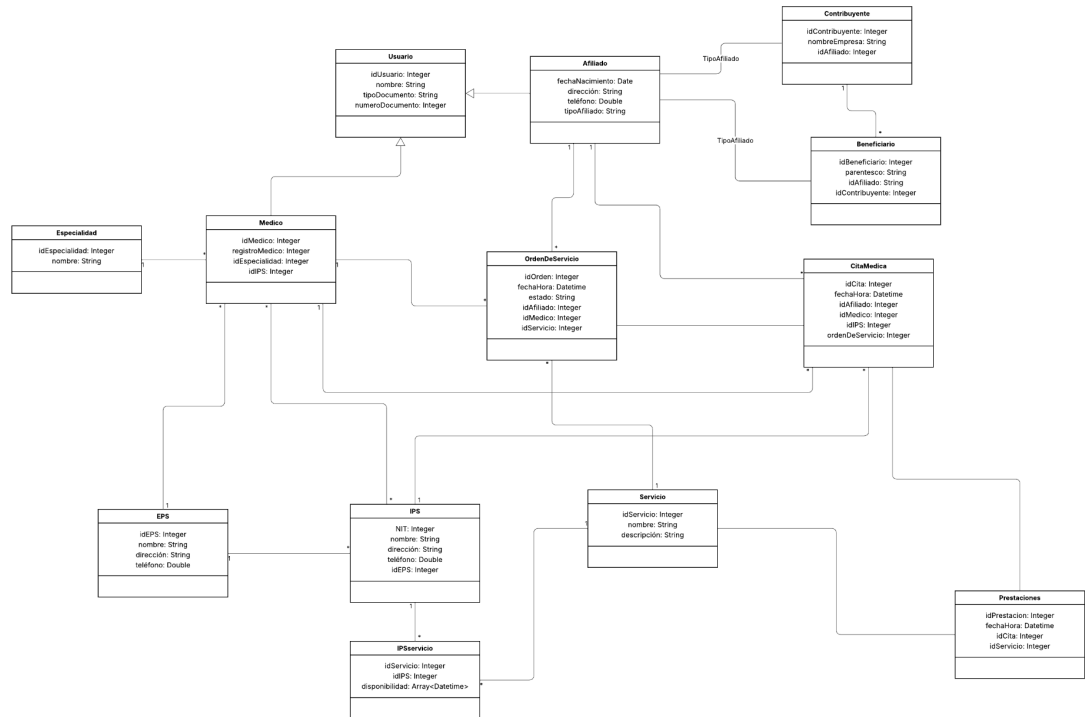 Contribuyente
idContribuyente: Integer
nombreEmpresa: String
idAfiliado: Integer
1
Usuario
idUsuario: Integer
nombre: String
tipoDocumento: String
numeroDocumento: Integer
Afiliado
fechaNacimiento: Date
dirección: String
teléfono: Double
tipoAfiliado: String
1
1
TipoAfiliado
TipoAfiliado
*
Beneficiario
idBeneficiario: Integer
parentesco: String
idAfiliado: String
idContribuyente: Integer
Especialidad
idEspecialidad: Integer
nombre: String
1
*
Medico
idMedico: Integer
registroMedico: Integer
idEspecialidad: Integer
idIPS: Integer
1
*
*
1
*
OrdenDeServicio
idOrden: Integer
fechaHora: Datetime
estado: String
idAfiliado: Integer
idMedico: Integer
idServicio: Integer
*
*
*
CitaMedica
idCita: Integer
fechaHora: Datetime
idAfiliado: Integer
idMedico: Integer
idIPS: Integer
ordenDeServicio: Integer
*
*
1
EPS
idEPS: Integer
nombre: String
dirección: String
teléfono: Double
1
*
*
1
IPS
NIT: Integer
nombre: String
dirección: String
teléfono: Double
idEPS: Integer
1
1
Servicio
idServicio: Integer
nombre: String
descripción: String
1
*
IPSservicio
idServicio: Integer
idIPS: Integer
disponibilidad: Array<Datetime>
*
Prestaciones
idPrestacion: Integer
fechaHora: Datetime
idCita: Integer
idServicio: Integer